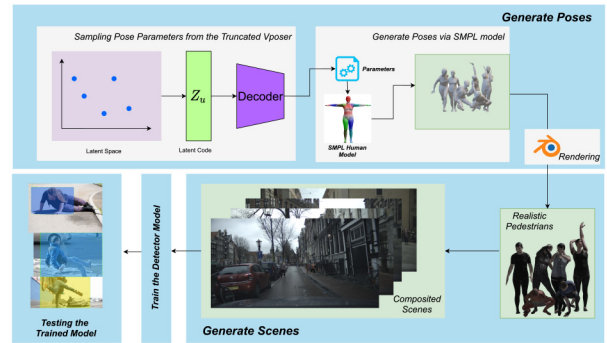 Generate Poses
Sampling Pose Parameters from the Truncated Vposer
Generate Poses via SMPL model
Z_u
Decoder
Parameters
Latent Space
Latent Code
SMPL Human
Model
Rendering
Realistic
Pedestrians
Composited
Scenes
Generate Scenes
Train the Detector Model
Testing the
Trained Model